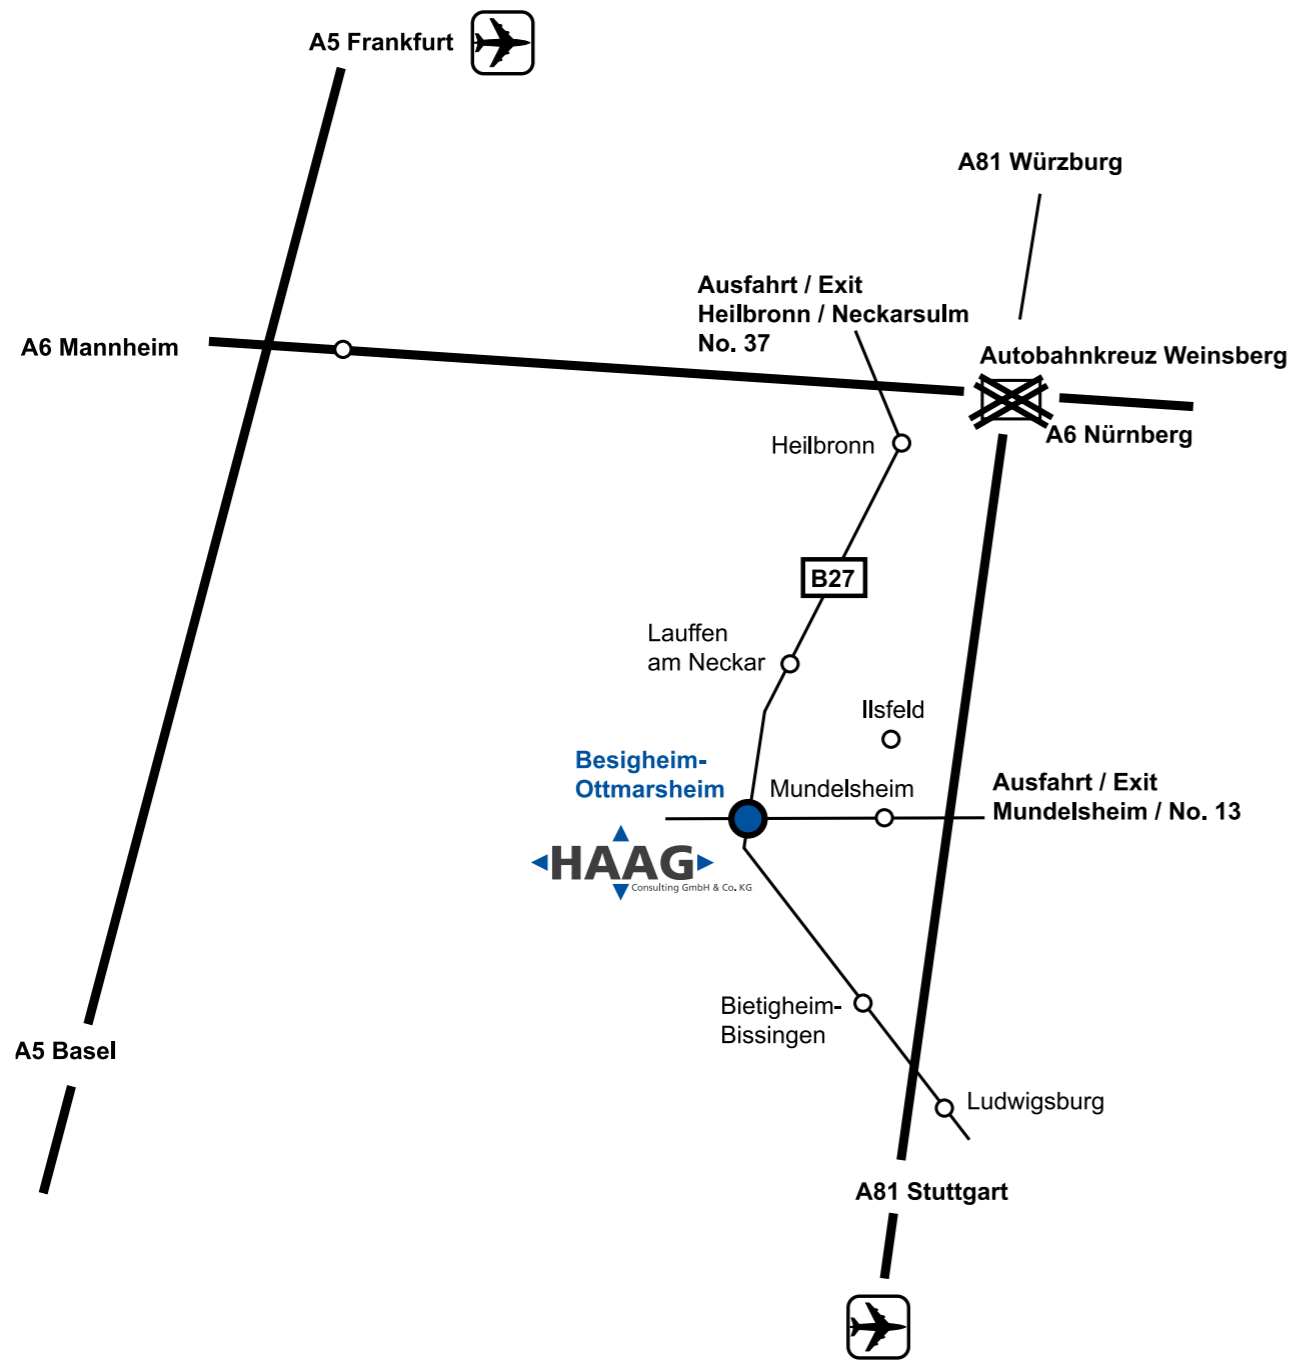 A5 Frankfurt
A81 Würzburg
Ausfahrt / Exit
Heilbronn / Neckarsulm
No. 37
A6 Mannheim
Autobahnkreuz Weinsberg
A6 Nürnberg
Heilbronn
B27
Lauffen
am Neckar
Ilsfeld
Besigheim-
Ottmarsheim
Mundelsheim
Ausfahrt / Exit
Mundelsheim / No. 13
HAAG
Consulting GmbH & Co. KG
Bietigheim-
Bissingen
A5 Basel
Ludwigsburg
A81 Stuttgart